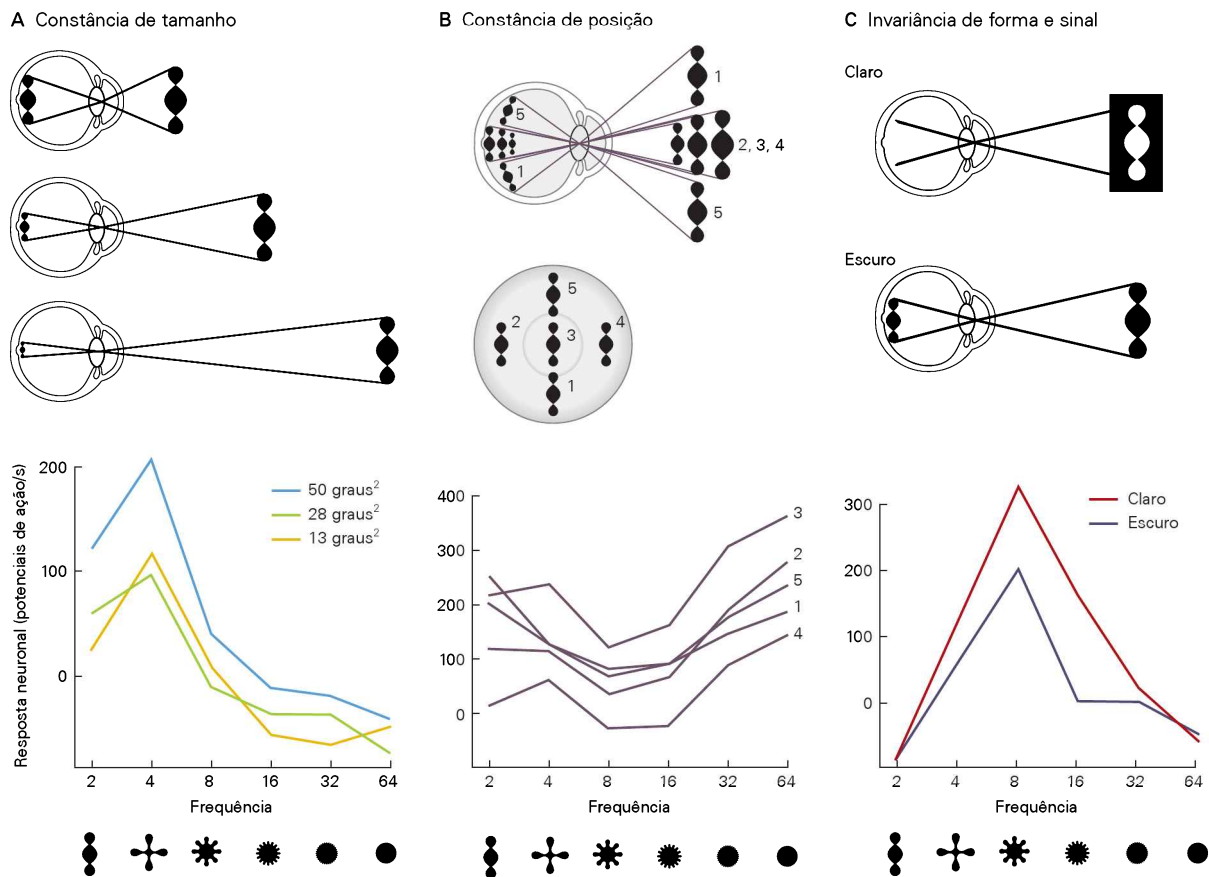 A Constância de tamanho
B Constância de posição
1
5
2, 3, 4
1
5
5
2
3
4
1
C Invariância de forma e sinal
Claro
Escuro
Resposta neuronal (potenciais de ação/s)
200
100
0
50 graus²
28 graus²
13 graus²
2 4 8 16 32 64
Frequência
400
300
200
100
0
3
2
5
1
4
2 4 8 16 32 64
Frequência
300
200
100
0
Claro
Escuro
2 4 8 16 32 64
Frequência